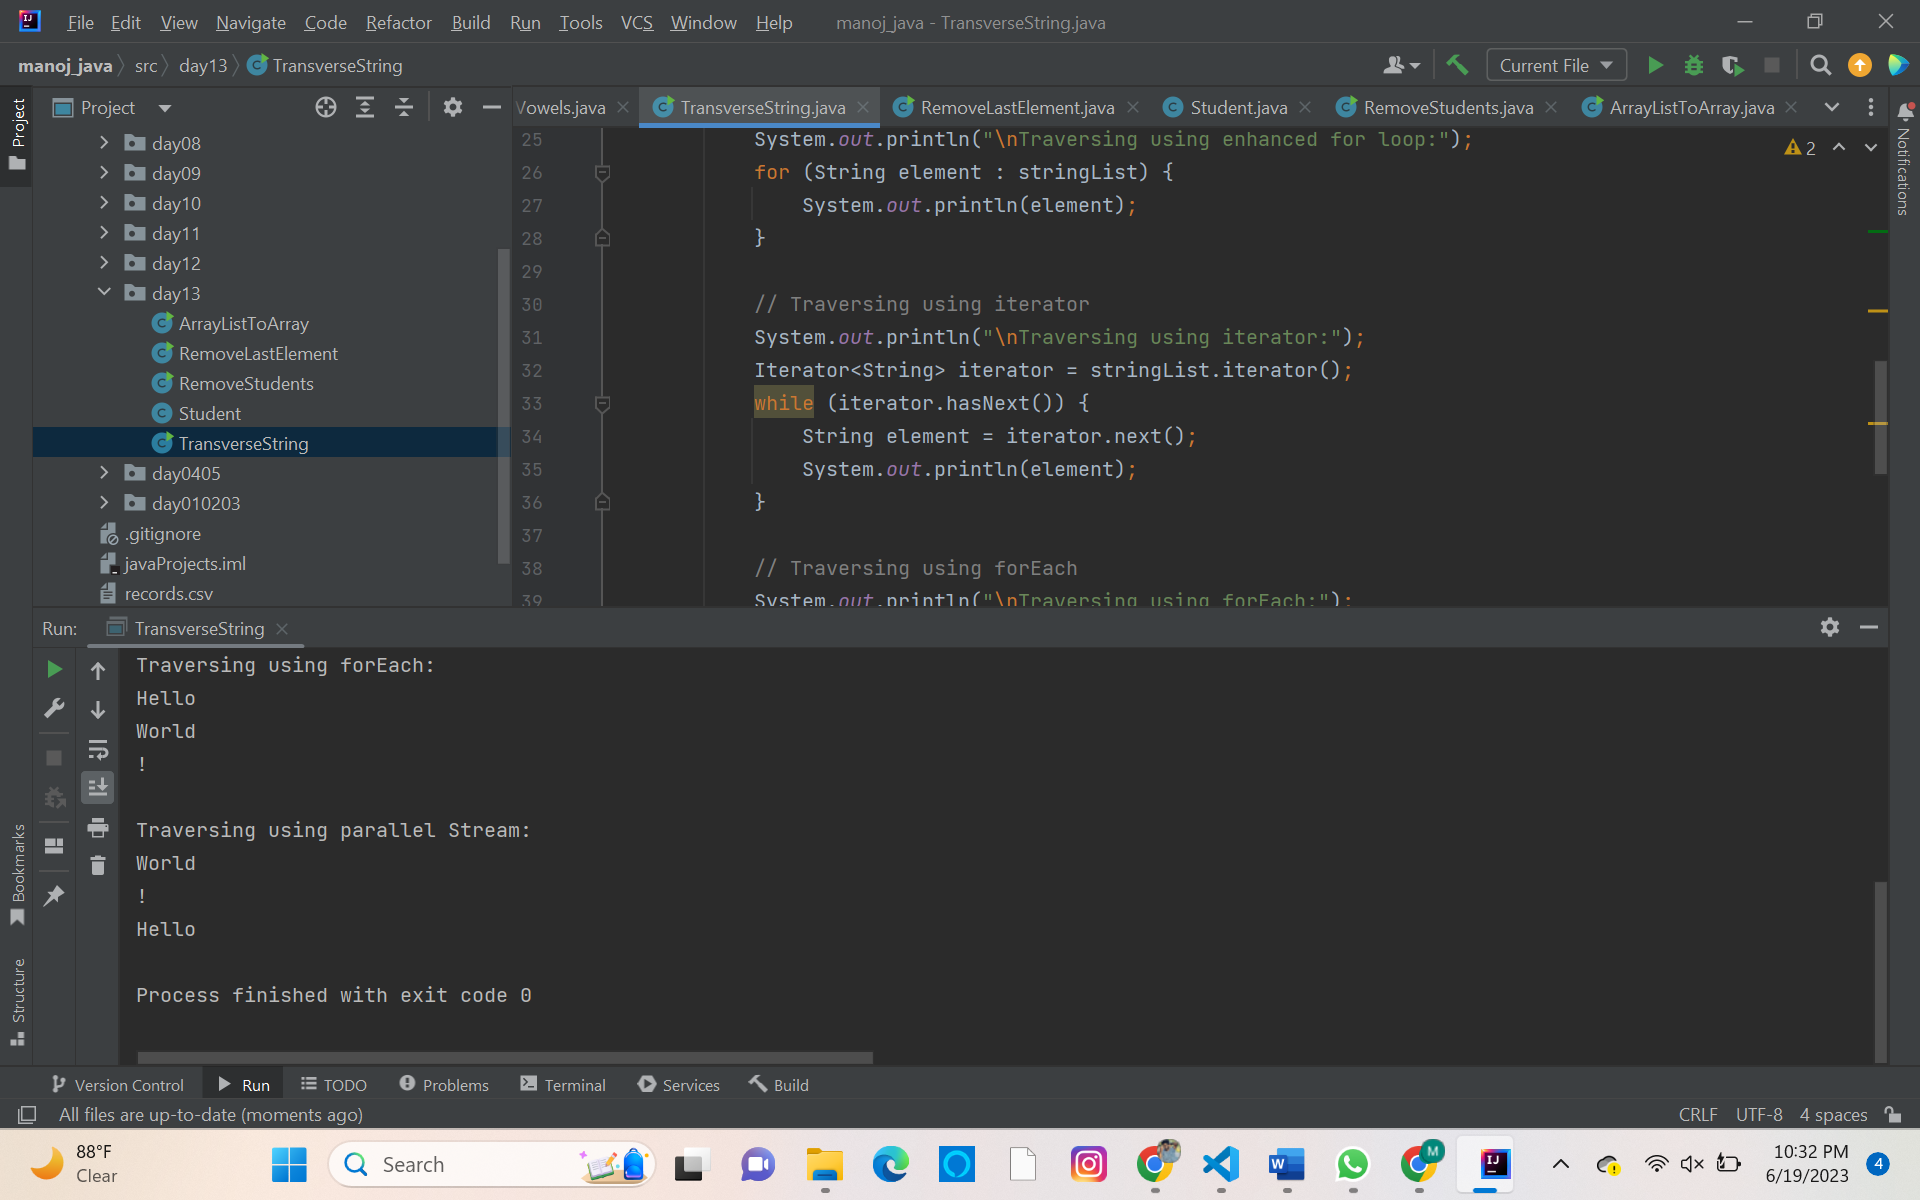 File Edit View Navigate Code Refactor Build Run Tools VCS Window Help manoj_java - TransverseString.java
manoj_java src day13 TransverseString Current File
Project
Vowels.java TransverseString.java RemoveLastElement.java Student.java RemoveStudents.java ArrayListToArray.java
Project
Notifications
day08
day09
day10
day11
day12
day13
ArrayListToArray
RemoveLastElement
RemoveStudents
Student
TransverseString
day0405
day010203
.gitignore
javaProjects.iml
records.csv
2
25 System.out.println("\nTraversing using enhanced for loop:");
26 for (String element : stringList) {
27 System.out.println(element);
28 }
29
30 // Traversing using iterator
31 System.out.println("\nTraversing using iterator:");
32 Iterator<String> iterator = stringList.iterator();
33 while (iterator.hasNext()) {
34 String element = iterator.next();
35 System.out.println(element);
36 }
37
38 // Traversing using forEach
39 System.out.println("\nTraversing using forEach:");
Run: TransverseString
Traversing using forEach:
Hello
World
!
Traversing using parallel Stream:
World
!
Hello
Process finished with exit code 0
Bookmarks
Structure
Version Control Run TODO Problems Terminal Services Build
All files are up-to-date (moments ago) CRLF UTF-8 4 spaces
88°F
Clear
Search
10:32 PM
6/19/2023
4